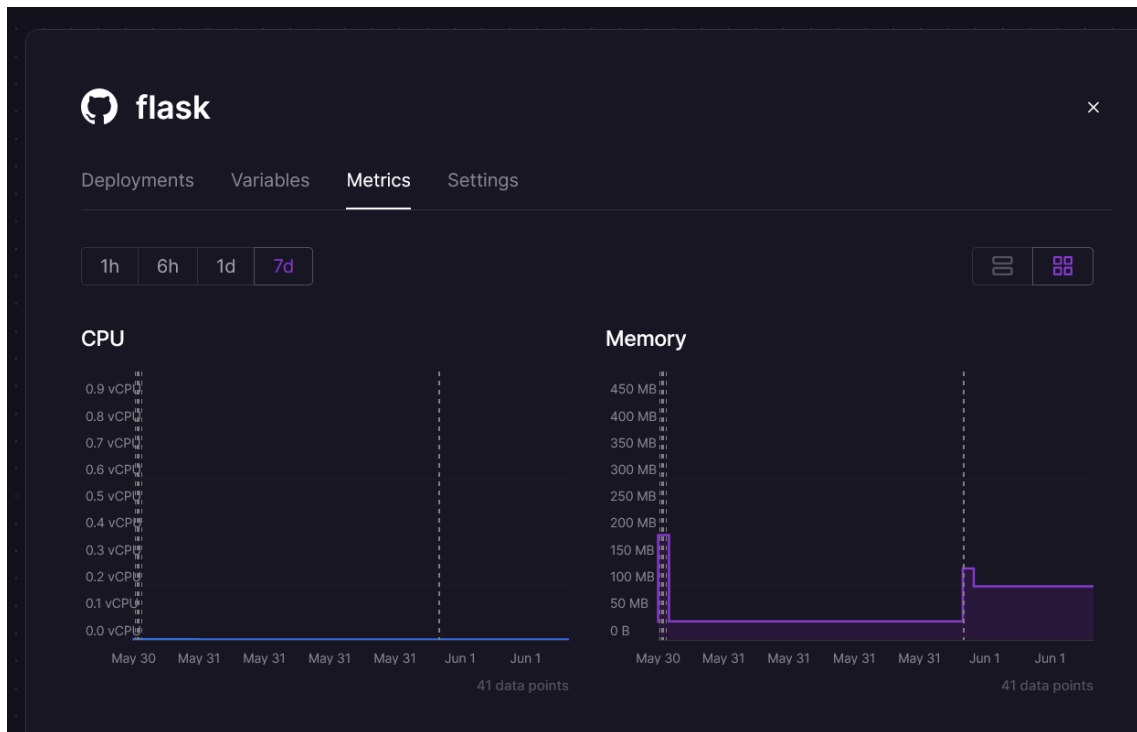 flask
Deployments Variables Metrics Settings
1h 6h 1d 7d
CPU
0.9 vCPU
0.8 vCPU
0.7 vCPU
0.6 vCPU
0.5 vCPU
0.4 vCPU
0.3 vCPU
0.2 vCPU
0.1 vCPU
0.0 vCPU
May 30 May 31 May 31 May 31 May 31 Jun 1 Jun 1
41 data points
Memory
450 MB
400 MB
350 MB
300 MB
250 MB
200 MB
150 MB
100 MB
50 MB
0 B
May 30 May 31 May 31 May 31 May 31 Jun 1 Jun 1
41 data points